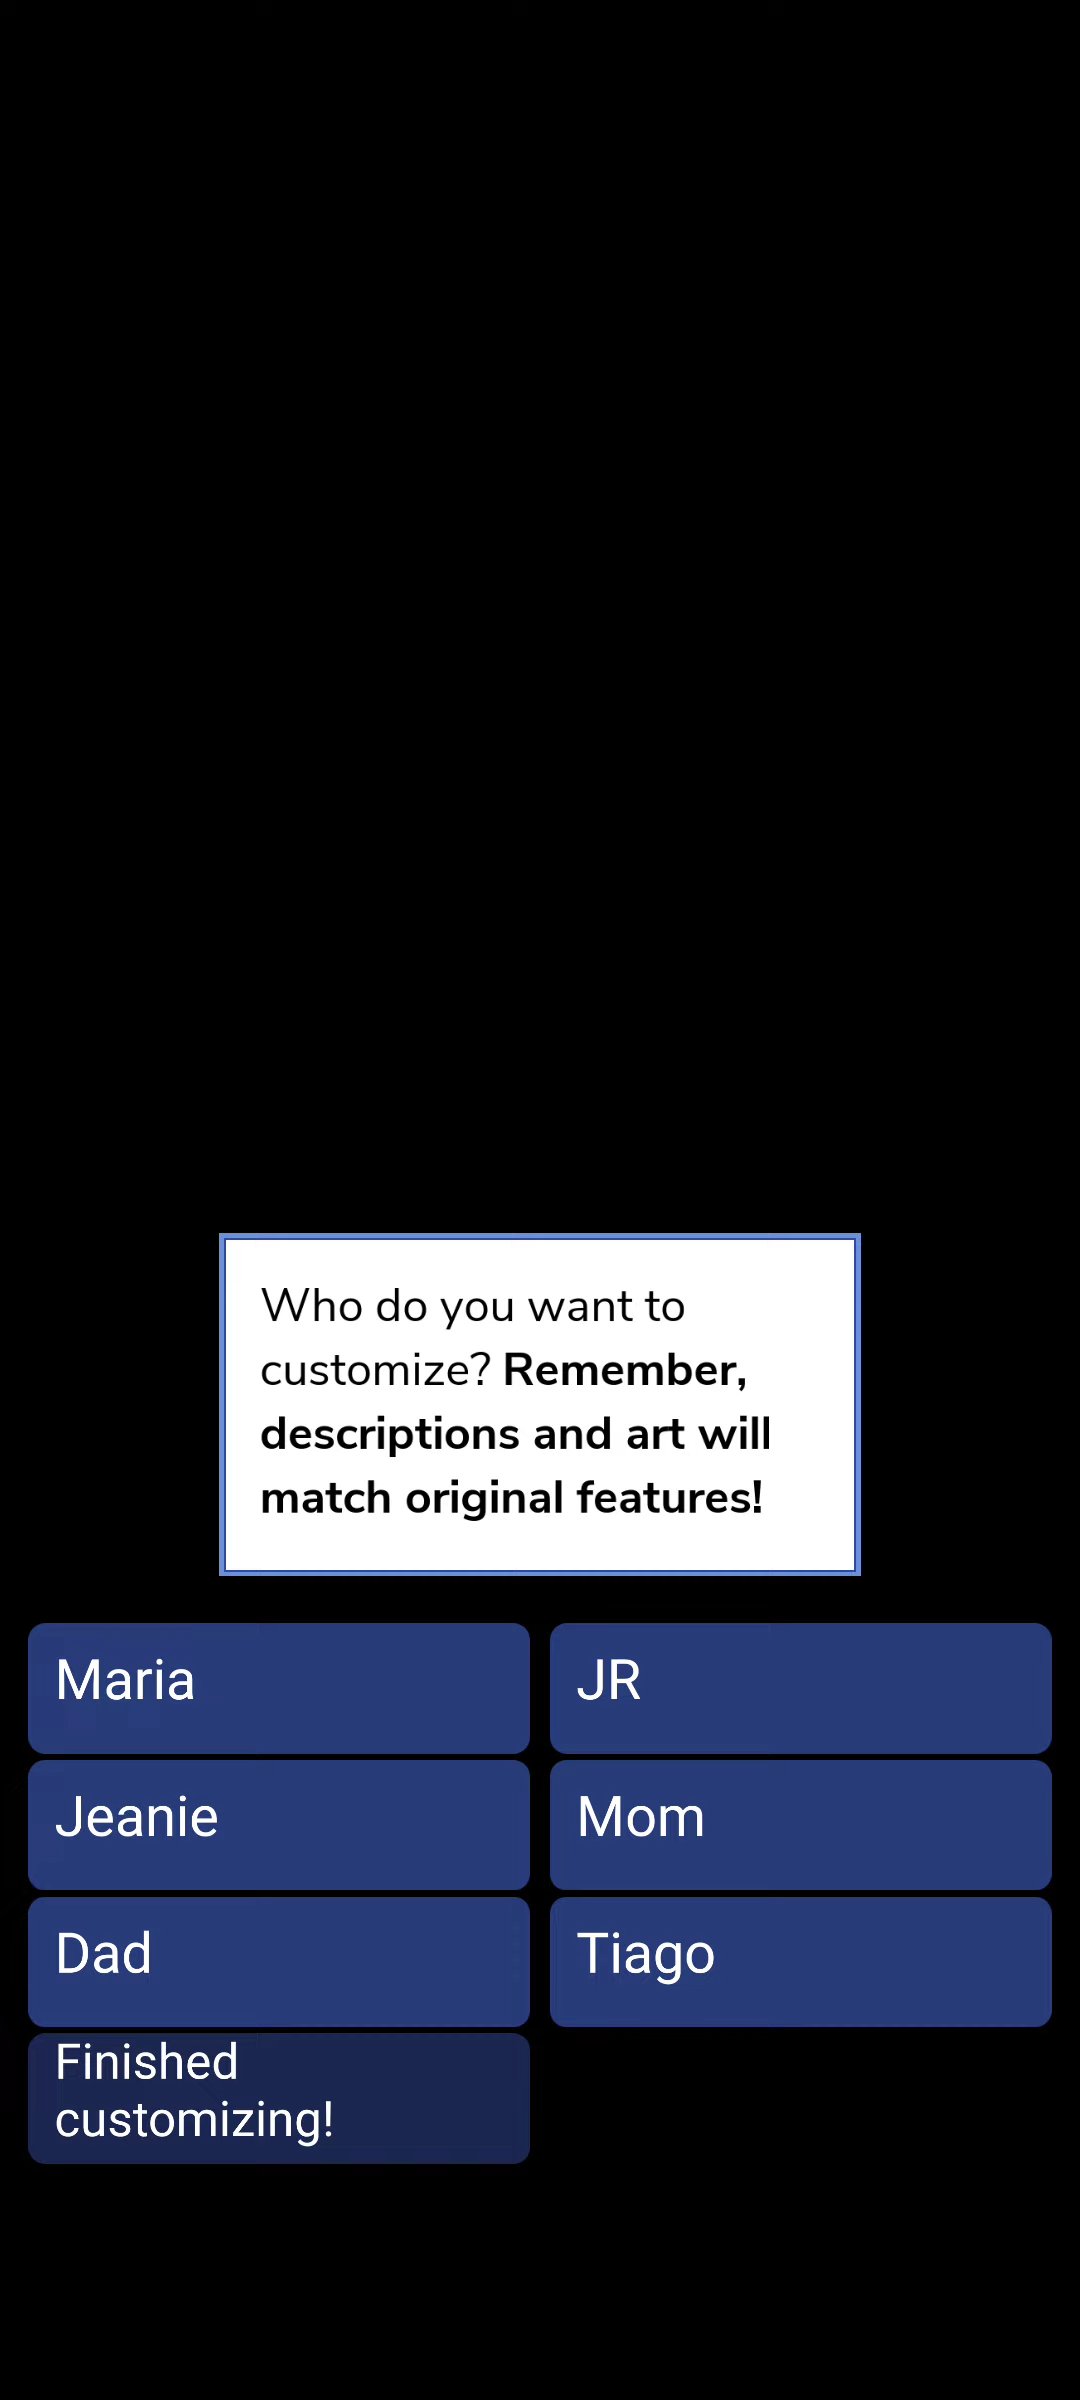 Who do you want to
customize? Remember,
descriptions and art will
match original features!
Maria
JR
Jeanie
Mom
Dad
Tiago
Finished
customizing!